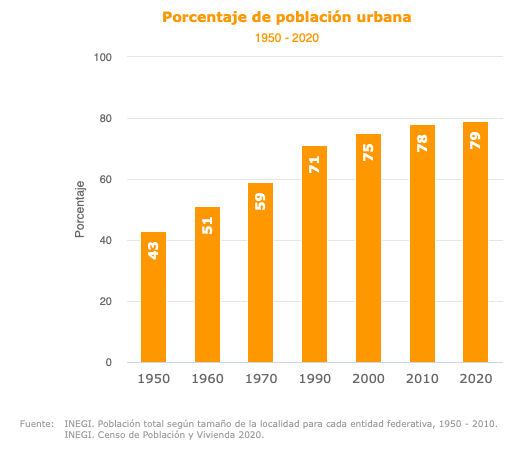 Porcentaje de población urbana
1950 - 2020
Porcentaje
100
80
60
40
20
0
43
51
59
71
75
78
79
1950 1960 1970 1990 2000 2010 2020
Fuente: INEGI. Población total según tamaño de la localidad para cada entidad federativa, 1950 - 2010.
INEGI. Censo de Población y Vivienda 2020.